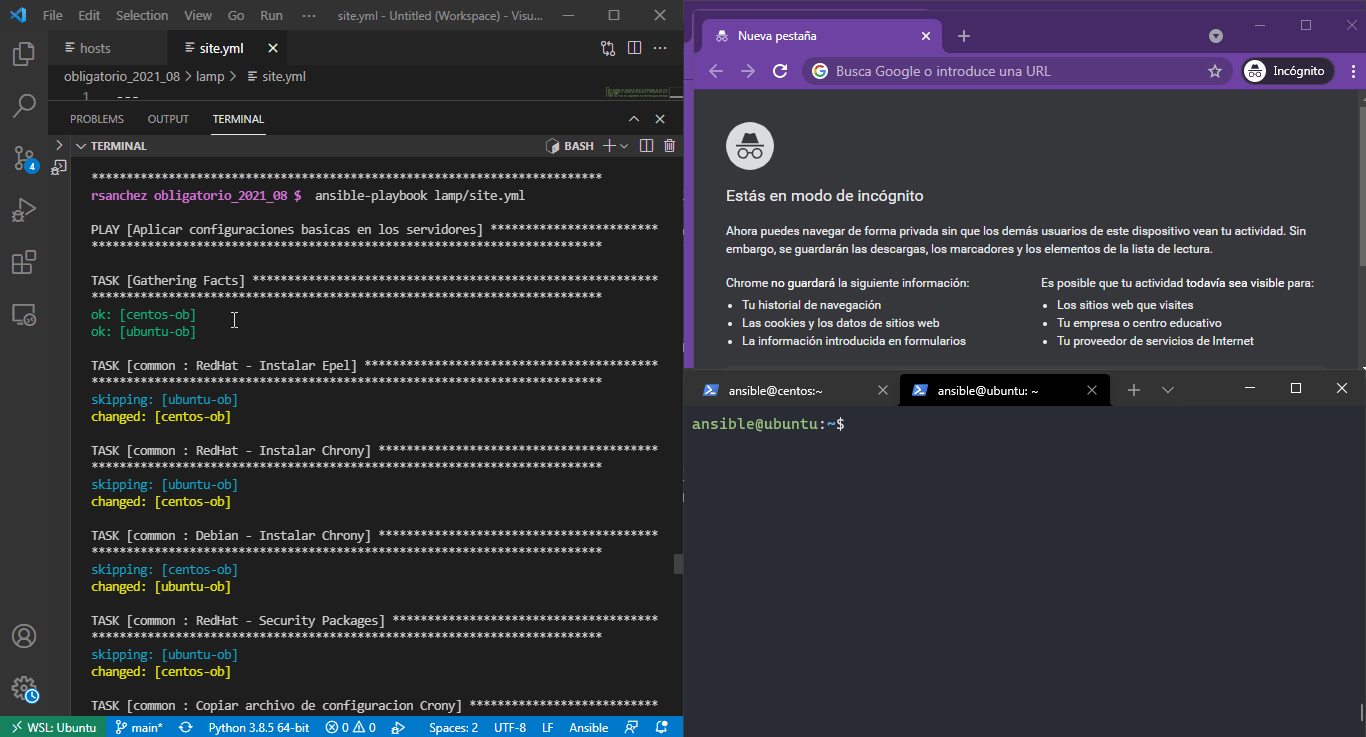 File Edit Selection View Go Run ··· site.yml - Untitled (Workspace) - Visu...
hosts
site.yml
obligatorio_2021_08 > lamp > site.yml
1 ---
PROBLEMS OUTPUT TERMINAL
TERMINAL
BASH
********************************************************************************
rsanchez obligatorio_2021_08 $ ansible-playbook lamp/site.yml
PLAY [Aplicar configuraciones basicas en los servidores] ************************
*************************************************************************
TASK [Gathering Facts] **********************************************************
*************************************************************************
ok: [centos-ob]
ok: [ubuntu-ob]
TASK [common : RedHat - Instalar Epel] ******************************************
*************************************************************************
skipping: [ubuntu-ob]
changed: [centos-ob]
TASK [common : RedHat - Instalar Chrony] ****************************************
*************************************************************************
skipping: [ubuntu-ob]
changed: [centos-ob]
TASK [common : Debian - Instalar Chrony] ****************************************
*************************************************************************
skipping: [centos-ob]
changed: [ubuntu-ob]
TASK [common : RedHat - Security Packages] **************************************
*************************************************************************
skipping: [ubuntu-ob]
changed: [centos-ob]
TASK [common : Copiar archivo de configuracion Crony] ***************************
4
WSL: Ubuntu main* Python 3.8.5 64-bit 0 0 Spaces: 2 UTF-8 LF Ansible
Nueva pestaña
Busca Google o introduce una URL
Incógnito
Estás en modo de incógnito
Ahora puedes navegar de forma privada sin que los demás usuarios de este dispositivo vean tu actividad. Sin
embargo, se guardarán las descargas, los marcadores y los elementos de la lista de lectura.
Chrome no guardará la siguiente información:
• Tu historial de navegación
• Las cookies y los datos de sitios web
• La información introducida en formularios
Es posible que tu actividad todavía sea visible para:
• Los sitios web que visites
• Tu empresa o centro educativo
• Tu proveedor de servicios de Internet
ansible@centos:~
ansible@ubuntu: ~
ansible@ubuntu:~$